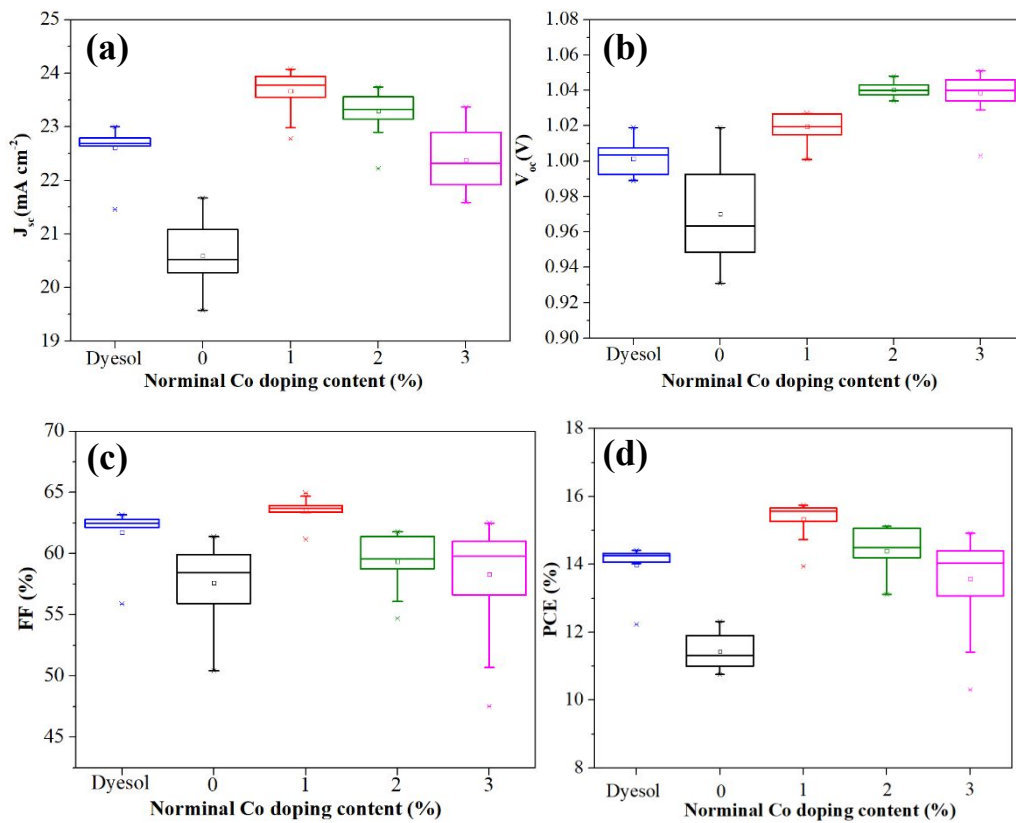 (a)
J_sc (mA cm⁻²)
25
24
23
22
21
20
19
Dyesol 0 1 2 3
Norminal Co doping content (%)
(b)
V_oc(V)
1.08
1.06
1.04
1.02
1.00
0.98
0.96
0.94
0.92
0.90
Dyesol 0 1 2 3
Norminal Co doping content (%)
(c)
FF (%)
70
65
60
55
50
45
Dyesol 0 1 2 3
Norminal Co doping content (%)
(d)
PCE (%)
18
16
14
12
10
8
6
Dyesol 0 1 2 3
Norminal Co doping content (%)